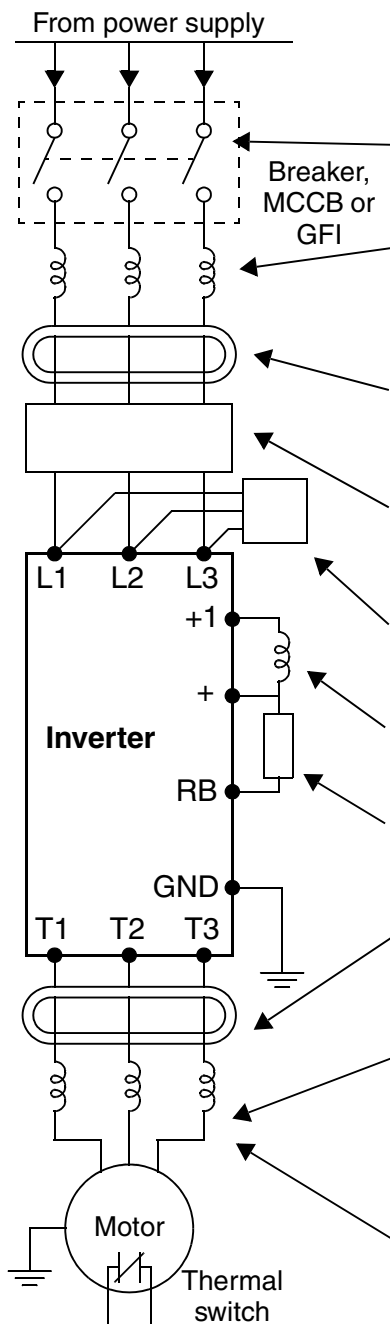 From power supply
Breaker,
MCCB or
GFI
L1 L2 L3
+1
+
Inverter
RB
GND
T1 T2 T3
Motor
Thermal
switch